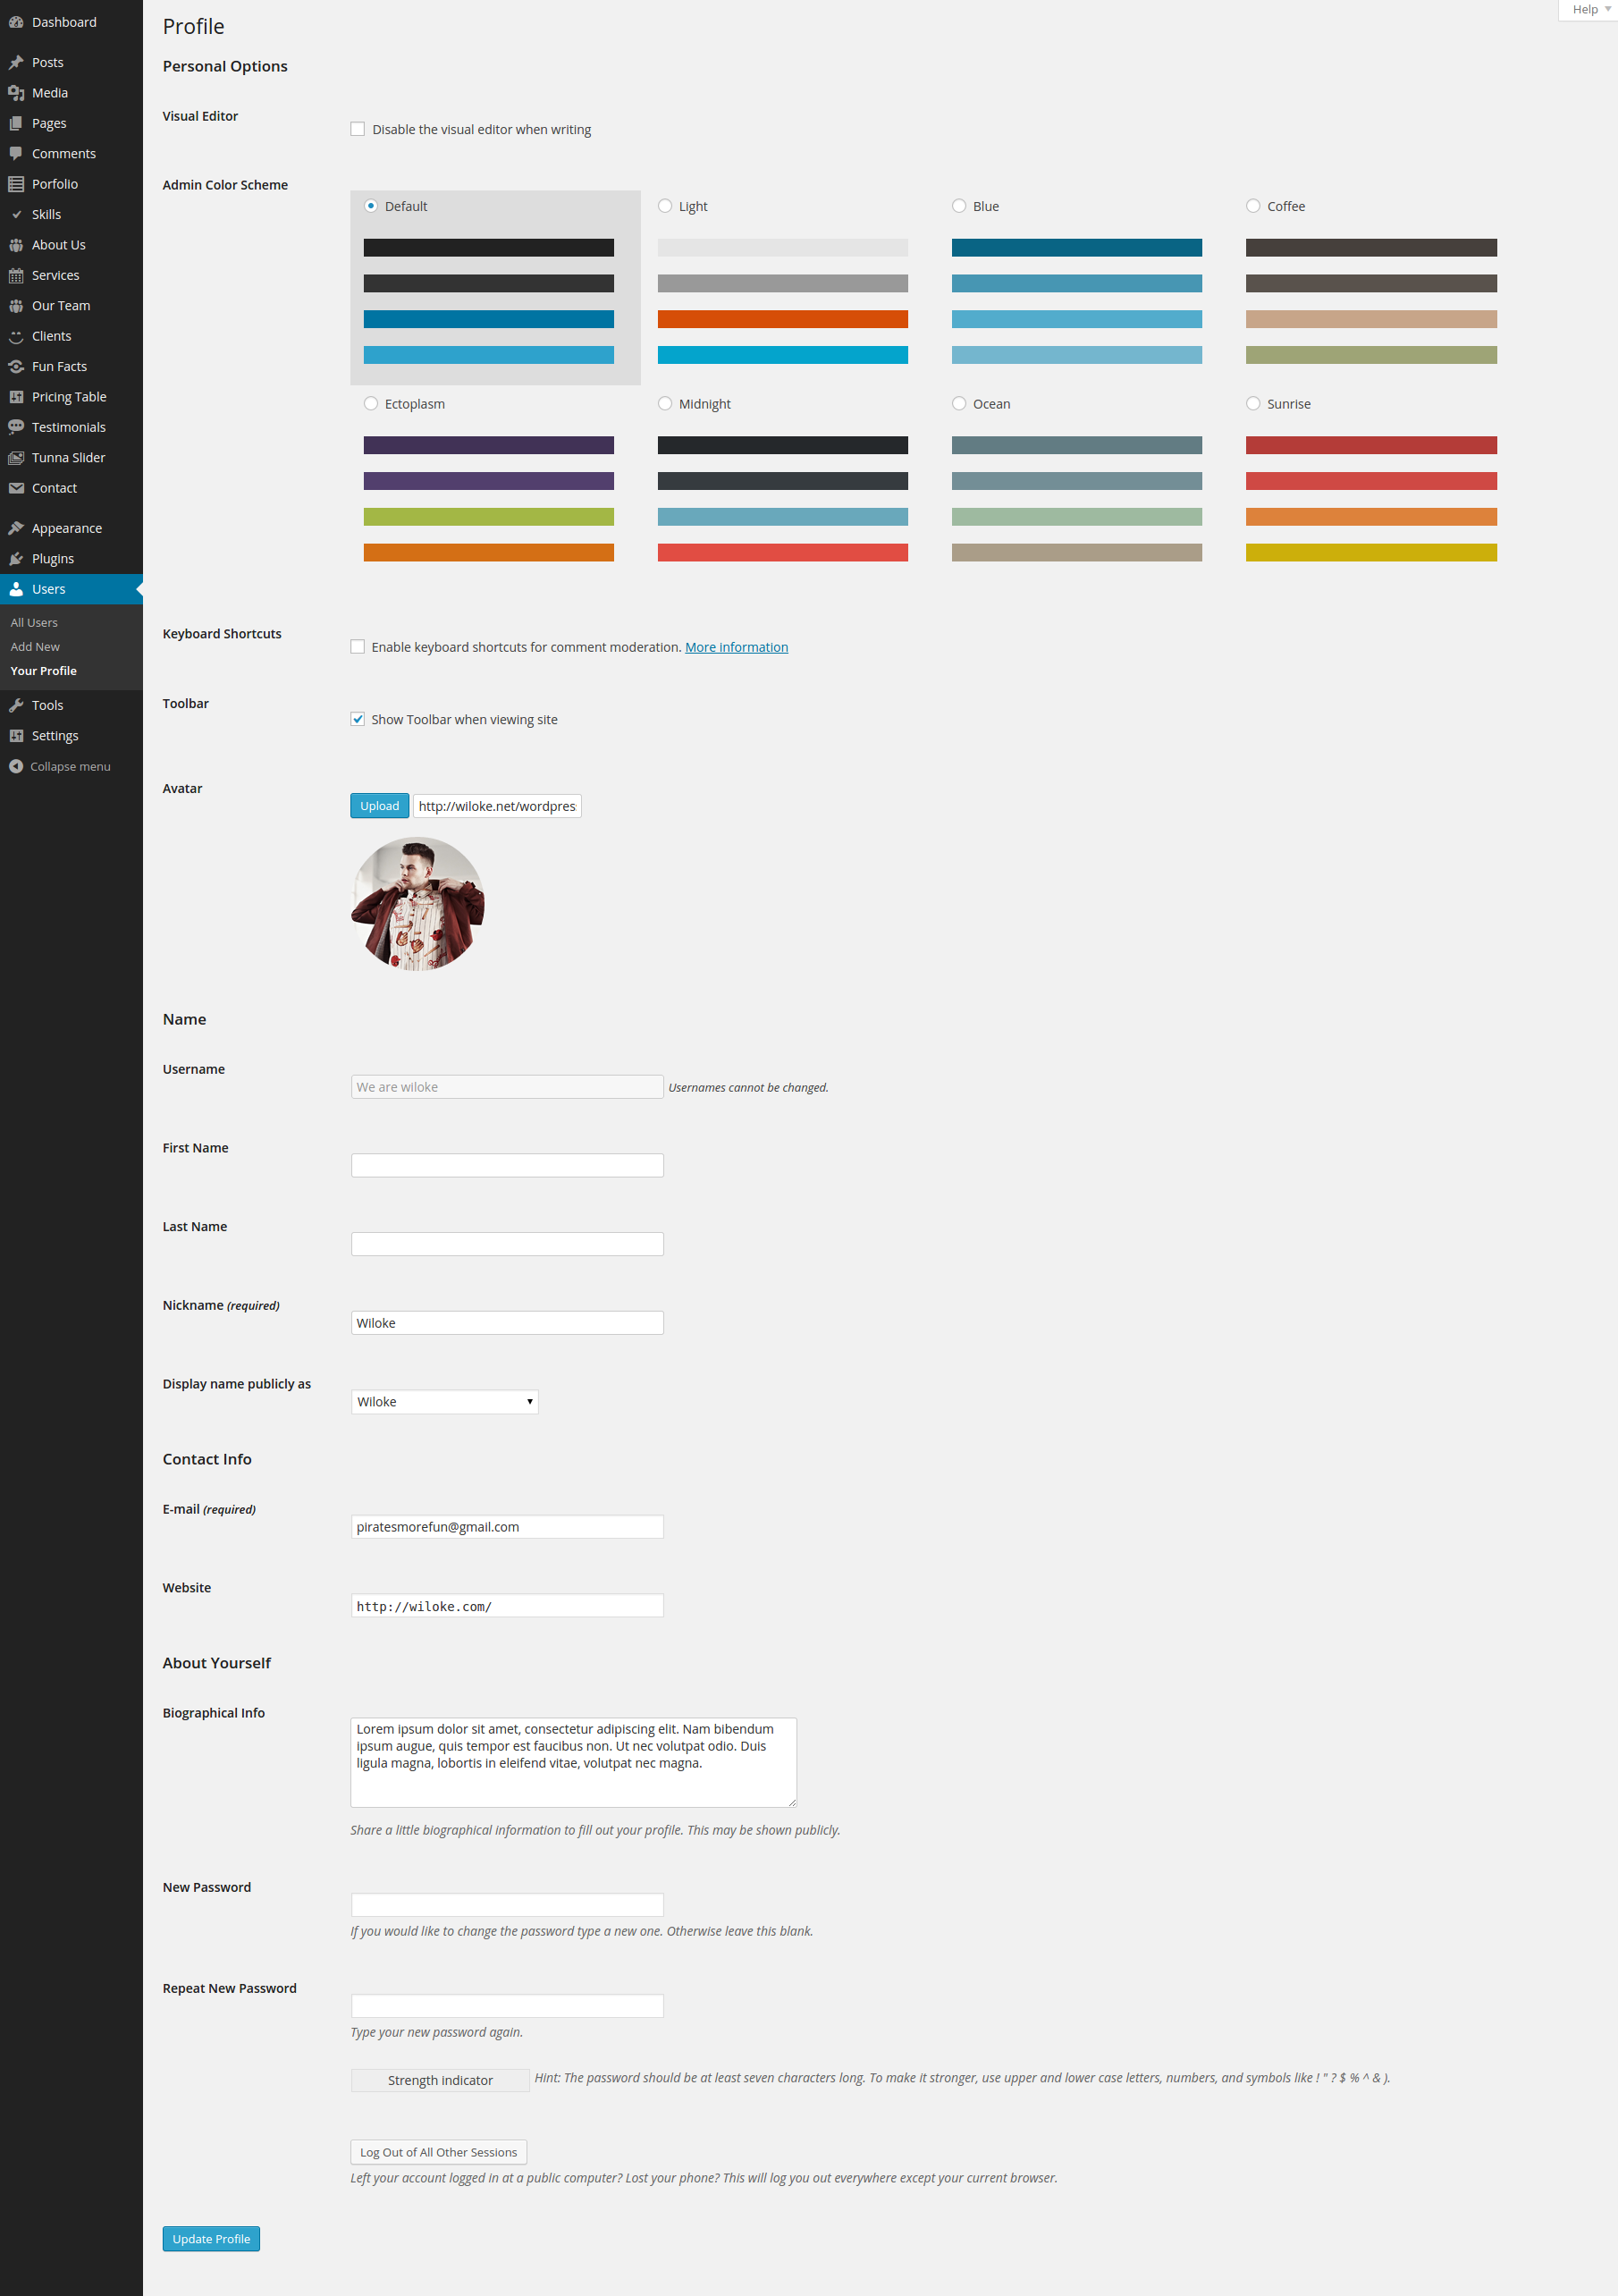 Dashboard
Posts
Media
Pages
Comments
Porfolio
Skills
About Us
Services
Our Team
Clients
Fun Facts
Pricing Table
Testimonials
Tunna Slider
Contact
Appearance
Plugins
Users
All Users
Add New
Your Profile
Tools
Settings
Collapse menu
Help
Profile
Personal Options
Visual Editor
Disable the visual editor when writing
Admin Color Scheme
Default
Light
Blue
Coffee
Ectoplasm
Midnight
Ocean
Sunrise
Keyboard Shortcuts
Enable keyboard shortcuts for comment moderation. More information
Toolbar
Show Toolbar when viewing site
Avatar
Upload http://wiloke.net/wordpres
Name
Username
We are wiloke Usernames cannot be changed.
First Name
Last Name
Nickname (required)
Wiloke
Display name publicly as
Wiloke
Contact Info
E-mail (required)
piratesmorefun@gmail.com
Website
http://wiloke.com/
About Yourself
Biographical Info
Lorem ipsum dolor sit amet, consectetur adipiscing elit. Nam bibendum
ipsum augue, quis tempor est faucibus non. Ut nec volutpat odio. Duis
ligula magna, lobortis in eleifend vitae, volutpat nec magna.
Share a little biographical information to fill out your profile. This may be shown publicly.
New Password
If you would like to change the password type a new one. Otherwise leave this blank.
Repeat New Password
Type your new password again.
Strength indicator Hint: The password should be at least seven characters long. To make it stronger, use upper and lower case letters, numbers, and symbols like ! " ? $ % ^ & ).
Log Out of All Other Sessions
Left your account logged in at a public computer? Lost your phone? This will log you out everywhere except your current browser.
Update Profile